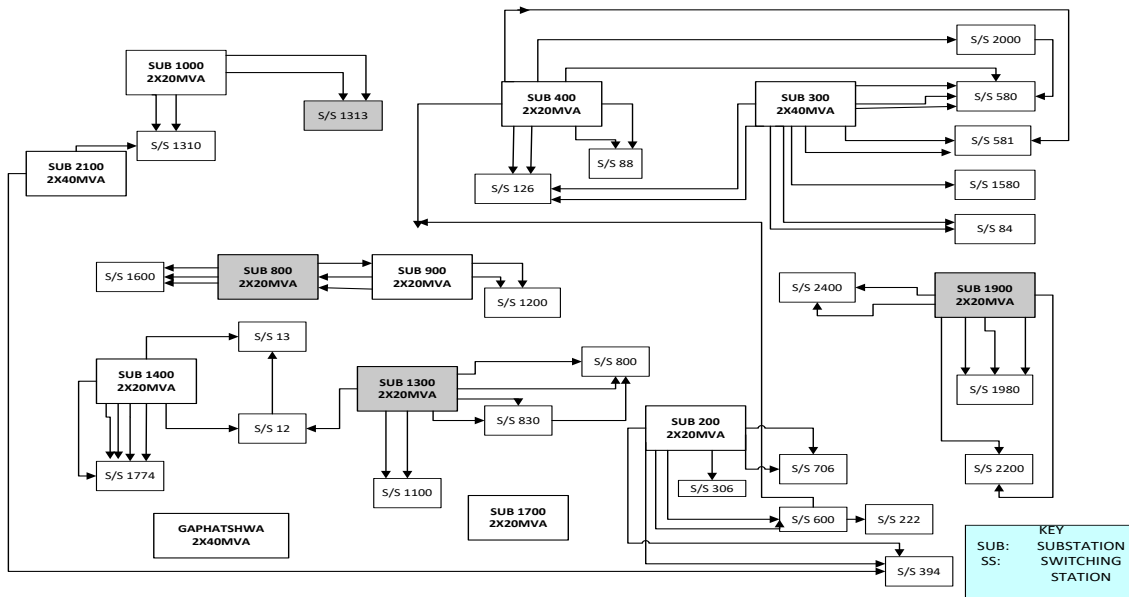 S/S 2000
SUB 1000
2X20MVA
SUB 400
2X20MVA
SUB 300
2X40MVA
S/S 580
S/S 1313
S/S 1310
S/S 581
SUB 2100
2X40MVA
S/S 88
S/S 126
S/S 1580
S/S 84
S/S 1600
SUB 800
2X20MVA
SUB 900
2X20MVA
S/S 1200
S/S 2400
SUB 1900
2X20MVA
S/S 13
S/S 800
SUB 1400
2X20MVA
SUB 1300
2X20MVA
S/S 1980
S/S 12
S/S 830
SUB 200
2X20MVA
S/S 1774
S/S 1100
S/S 306
S/S 706
S/S 2200
SUB 1700
2X20MVA
GAPHATSHWA
2X40MVA
S/S 600
S/S 222
S/S 394
KEY
SUB: SUBSTATION
SS: SWITCHING
STATION